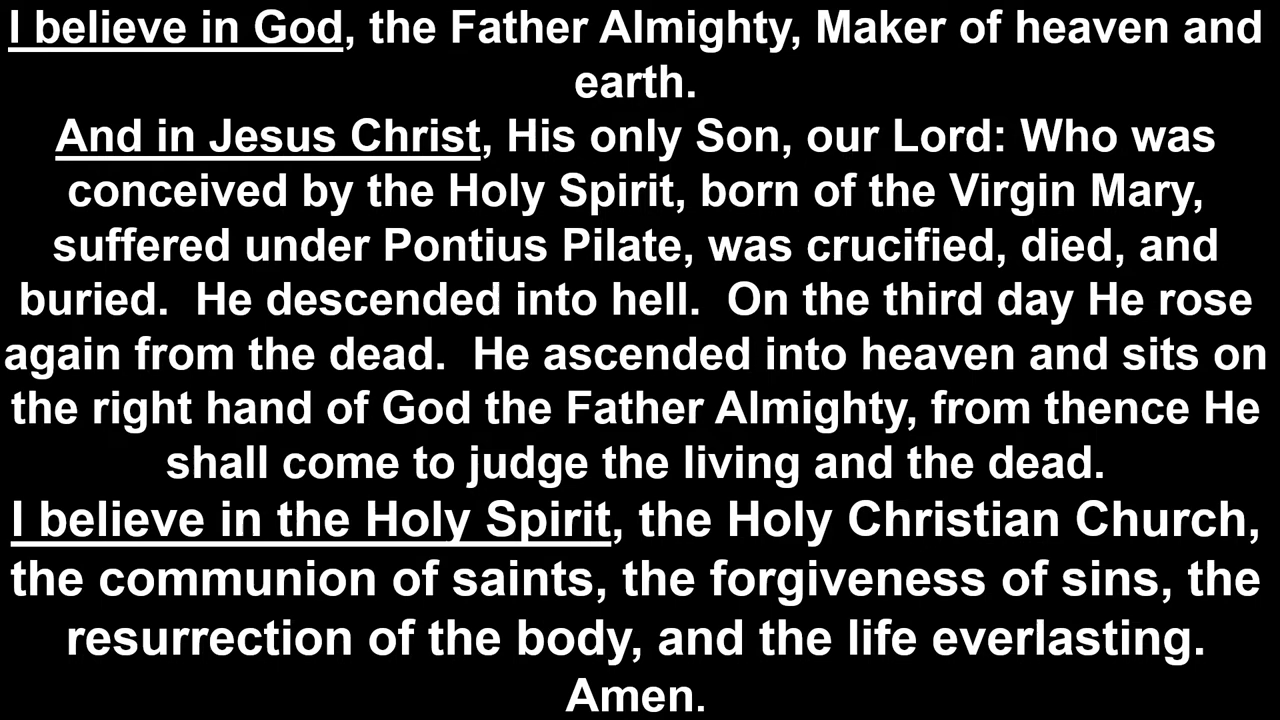 I believe in God, the Father Almighty, Maker of heaven and
earth.
And in Jesus Christ, His only Son, our Lord: Who was
conceived by the Holy Spirit, born of the Virgin Mary,
suffered under Pontius Pilate, was crucified, died, and
buried.  He descended into hell.  On the third day He rose
again from the dead.  He ascended into heaven and sits on
the right hand of God the Father Almighty, from thence He
shall come to judge the living and the dead.
I believe in the Holy Spirit, the Holy Christian Church,
the communion of saints, the forgiveness of sins, the
resurrection of the body, and the life everlasting.
Amen.